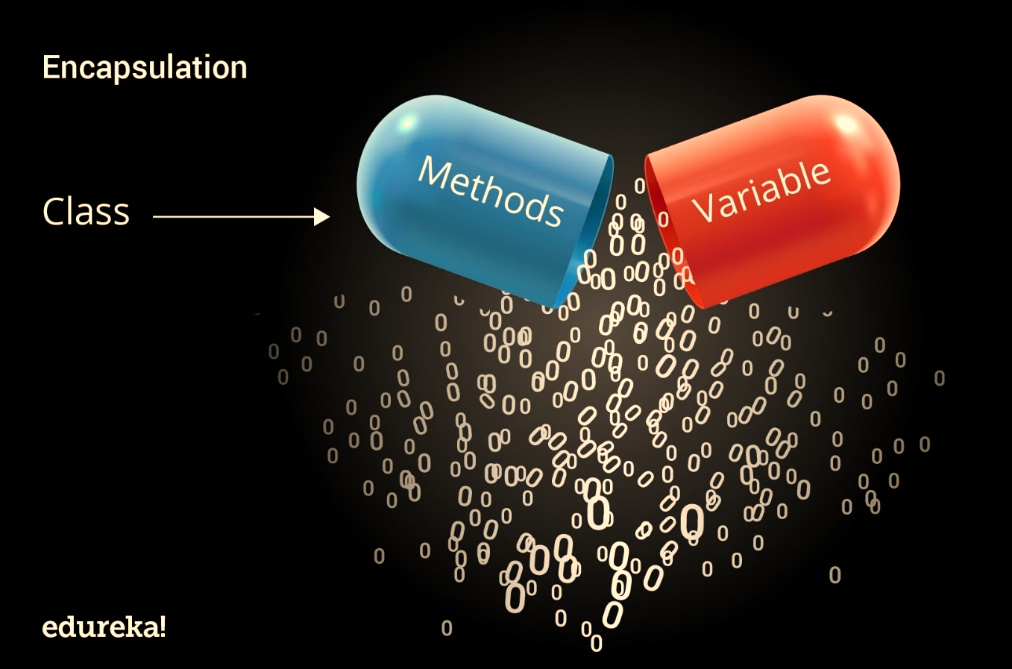 Encapsulation
Methods
Variable
Class
edureka!